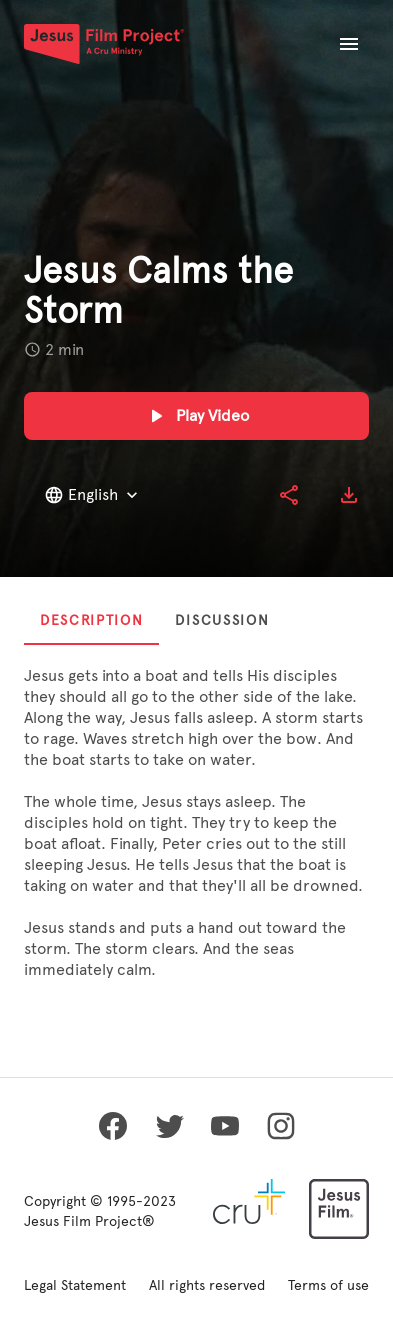 Jesus Film Project®
A Cru Ministry
Jesus Calms the
Storm
2 min
Play Video
English
DESCRIPTION DISCUSSION
Jesus gets into a boat and tells His disciples
they should all go to the other side of the lake.
Along the way, Jesus falls asleep. A storm starts
to rage. Waves stretch high over the bow. And
the boat starts to take on water.
The whole time, Jesus stays asleep. The
disciples hold on tight. They try to keep the
boat afloat. Finally, Peter cries out to the still
sleeping Jesus. He tells Jesus that the boat is
taking on water and that they'll all be drowned.
Jesus stands and puts a hand out toward the
storm. The storm clears. And the seas
immediately calm.
Copyright © 1995-2023
Jesus Film Project®
cru
Jesus
Film®
Legal Statement All rights reserved Terms of use